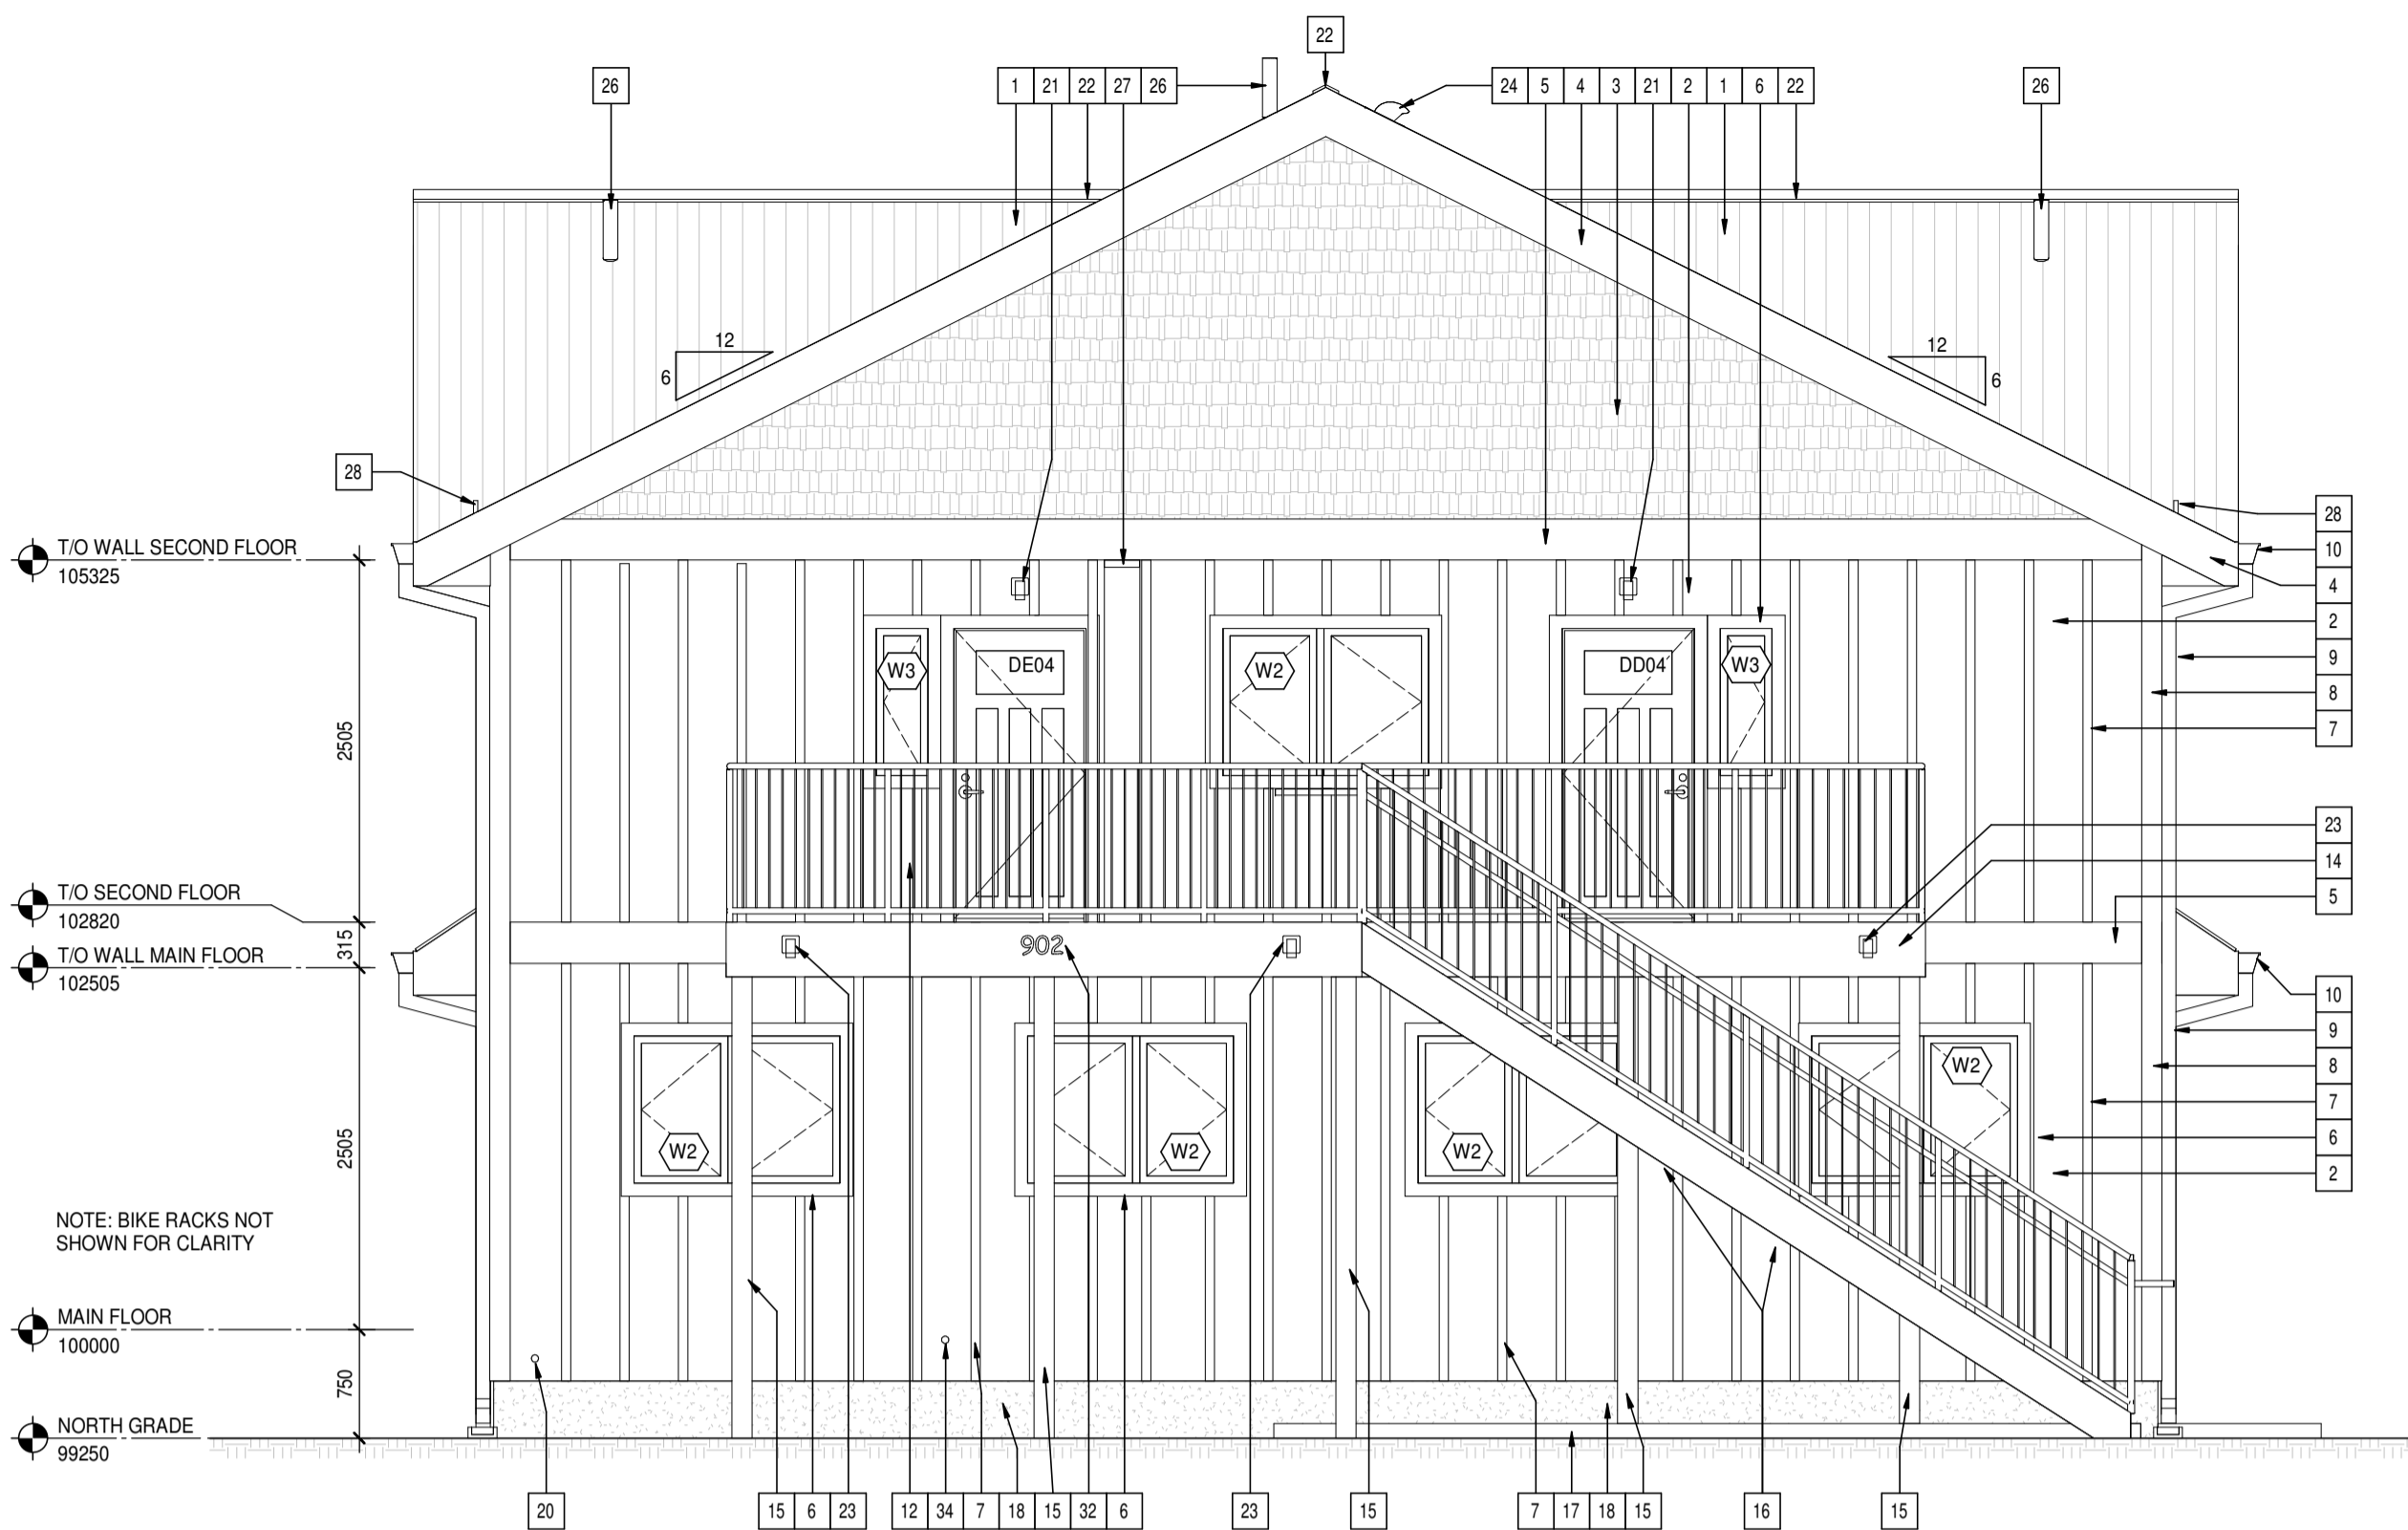 22
26
1 21 22 27 26
24 5 4 3 21 2 1 6 22
26
12
6
12
6
28
28
10
4
2
9
8
7
T/O WALL SECOND FLOOR
105325
W3
DE04
W2
DD04
W3
2505
23
14
5
T/O SECOND FLOOR
102820
315
902
T/O WALL MAIN FLOOR
102505
10
9
8
7
6
2
W2
W2
W2
W2
2505
NOTE: BIKE RACKS NOT
SHOWN FOR CLARITY
MAIN FLOOR
100000
750
NORTH GRADE
99250
20
15 6 23
12 34 7 18 15 32 6
23
15
7 17 18 15
16
15